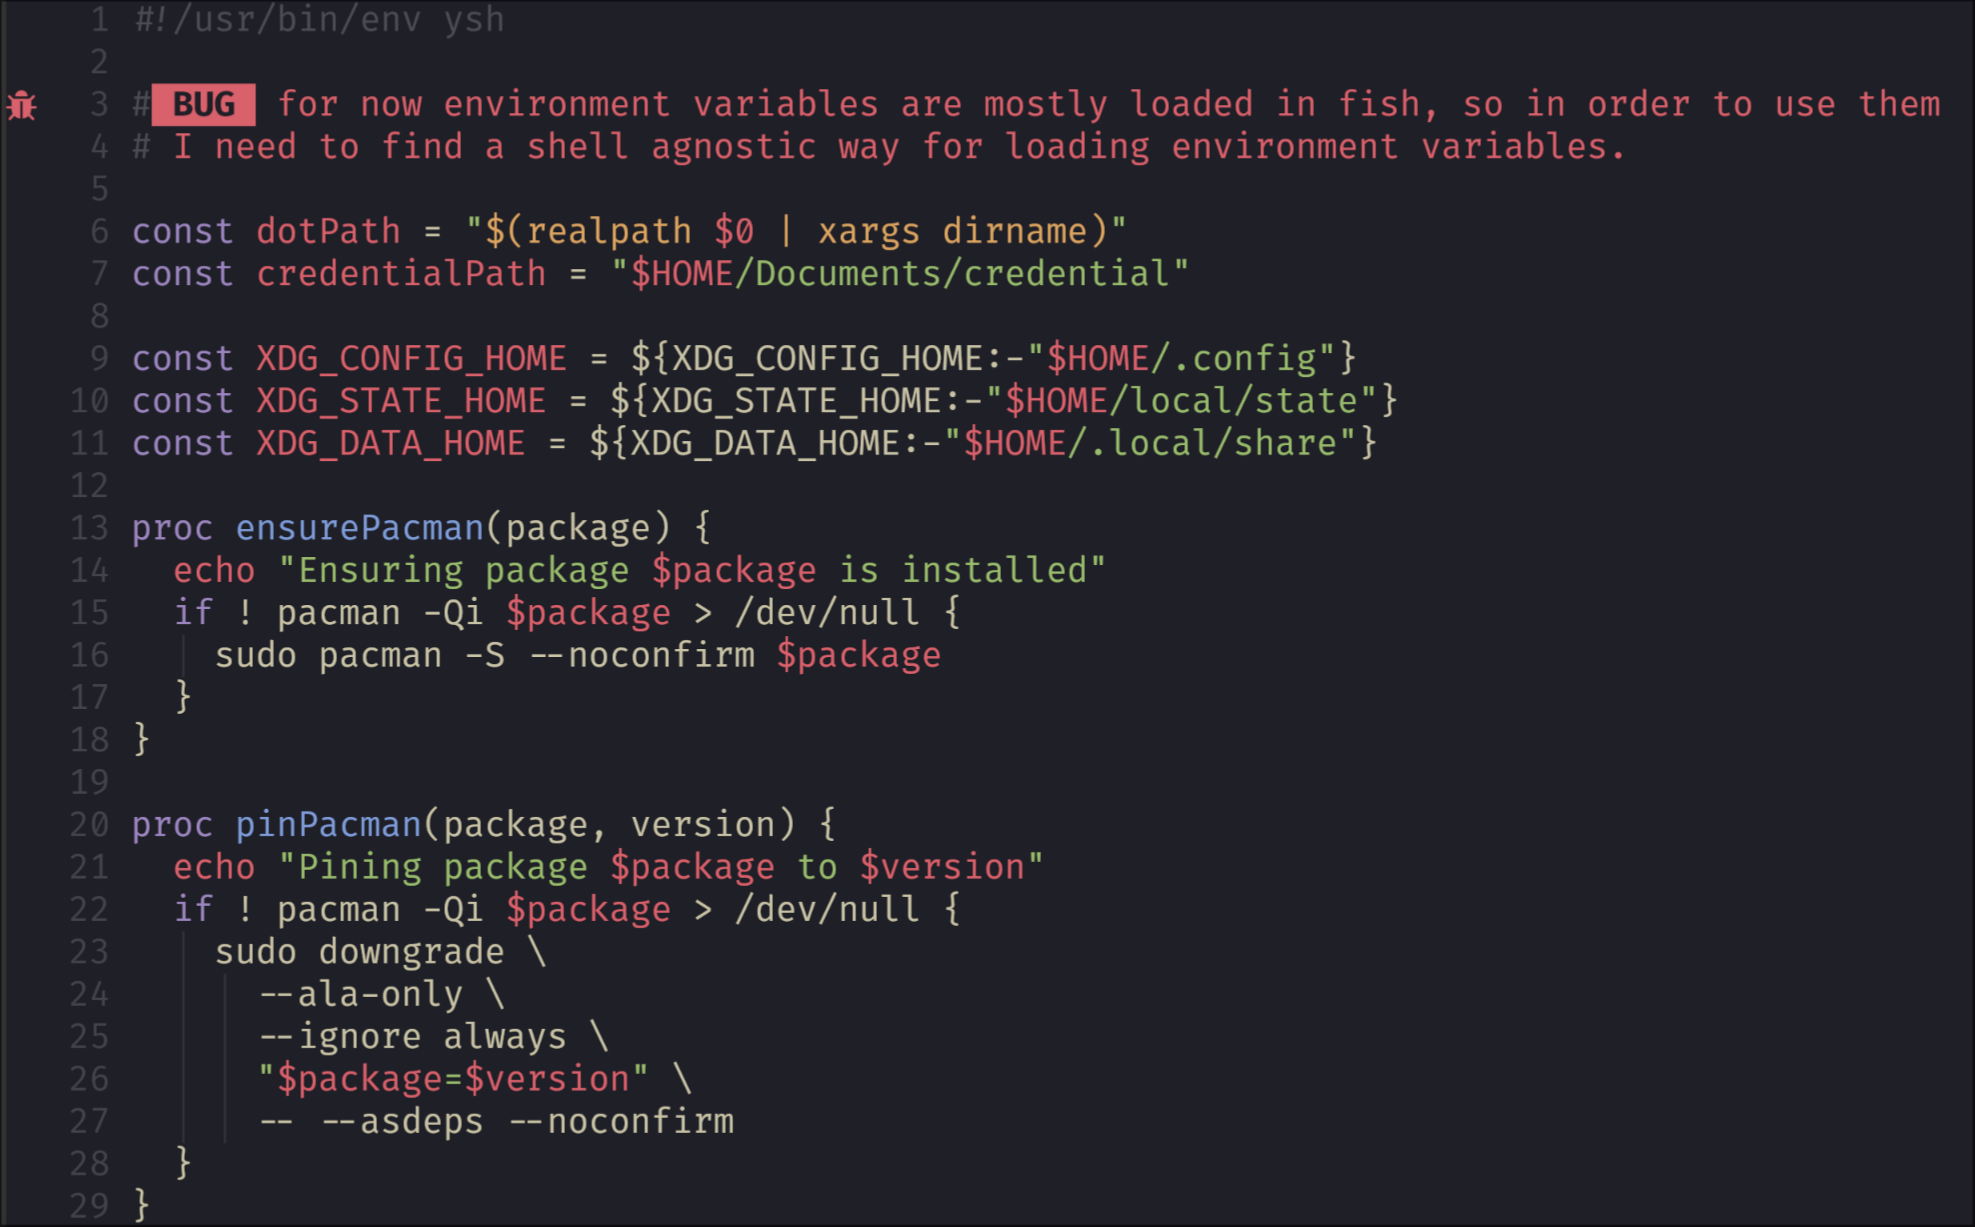 1 #!/usr/bin/env ysh
2
3 # BUG for now environment variables are mostly loaded in fish, so in order to use them
4 # I need to find a shell agnostic way for loading environment variables.
5
6 const dotPath = "$(realpath $0 | xargs dirname)"
7 const credentialPath = "$HOME/Documents/credential"
8
9 const XDG_CONFIG_HOME = ${XDG_CONFIG_HOME:-"$HOME/.config"}
10 const XDG_STATE_HOME = ${XDG_STATE_HOME:-"$HOME/local/state"}
11 const XDG_DATA_HOME = ${XDG_DATA_HOME:-"$HOME/.local/share"}
12
13 proc ensurePacman(package) {
14   echo "Ensuring package $package is installed"
15   if ! pacman -Qi $package > /dev/null {
16     sudo pacman -S --noconfirm $package
17   }
18 }
19
20 proc pinPacman(package, version) {
21   echo "Pining package $package to $version"
22   if ! pacman -Qi $package > /dev/null {
23     sudo downgrade \
24       --ala-only \
25       --ignore always \
26       "$package=$version" \
27       -- --asdeps --noconfirm
28   }
29 }